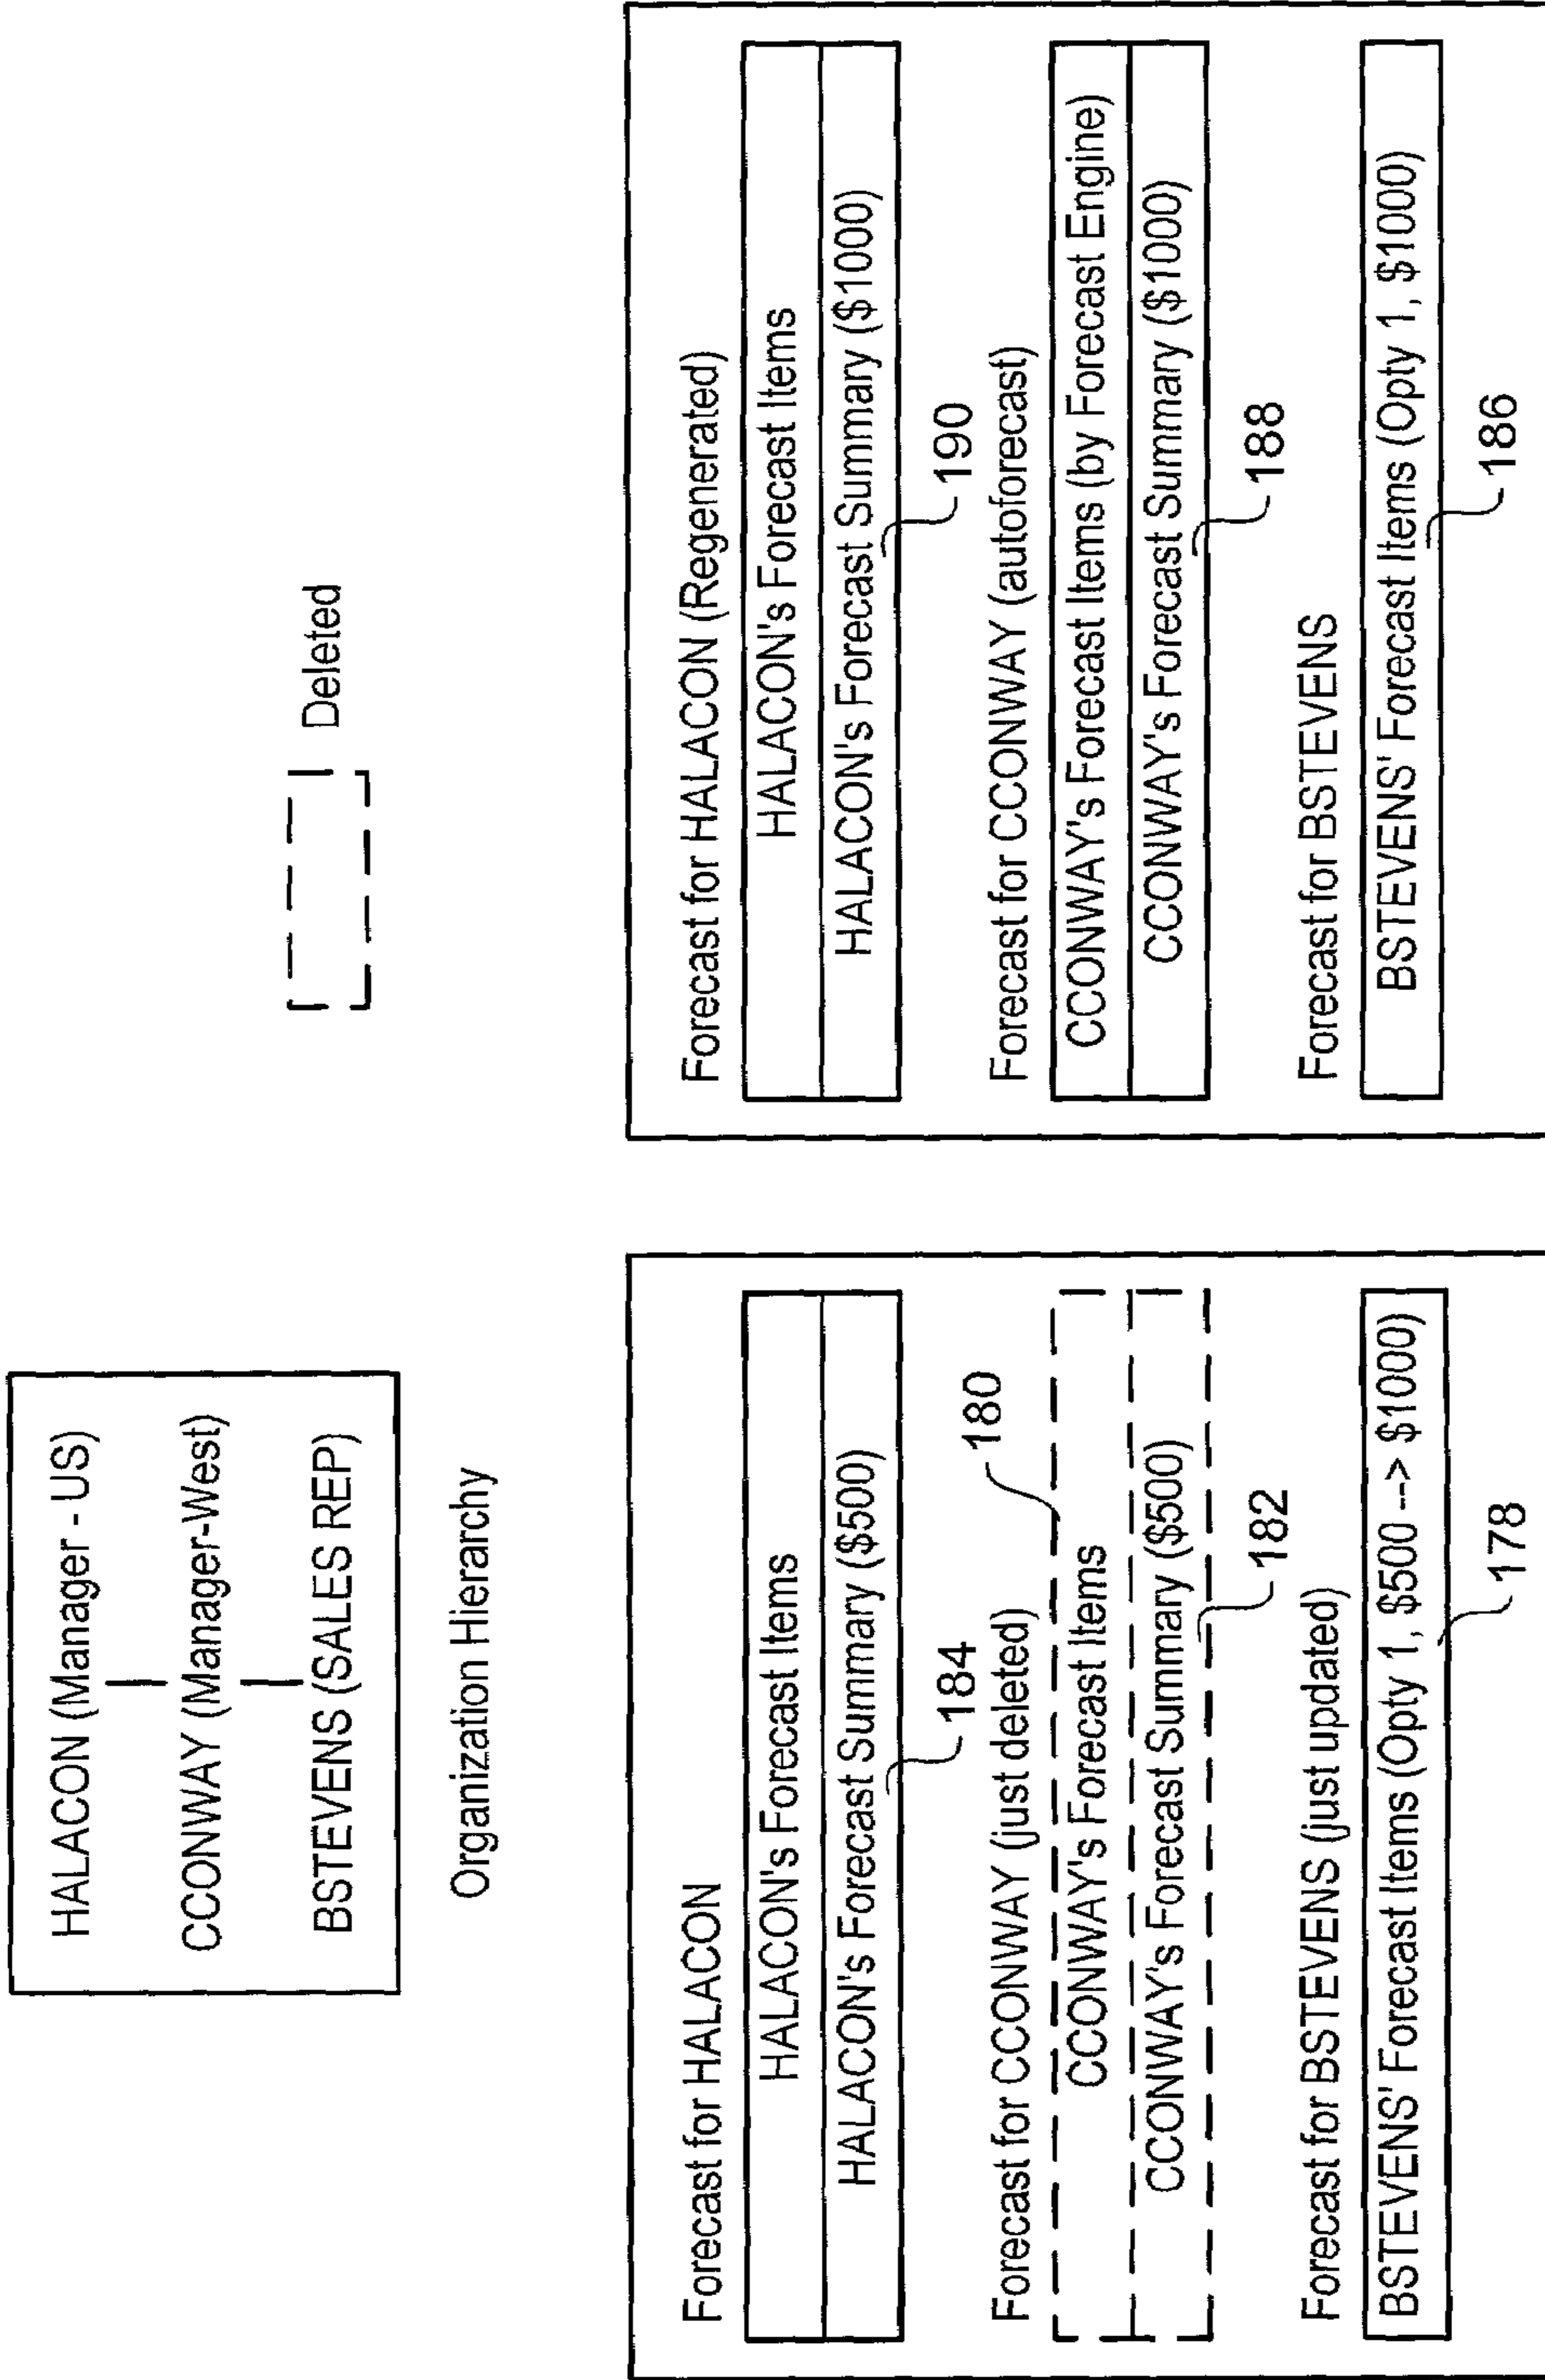 HALACON (Manager - US)
CCONWAY (Manager-West)
BSTEVENS (SALES REP)
Organization Hierarchy
Deleted
Forecast for HALACON
HALACON's Forecast Items
HALACON's Forecast Summary ($500)
184
Forecast for CCONWAY (just deleted)
180
CCONWAY's Forecast Items
CCONWAY's Forecast Summary ($500)
182
Forecast for BSTEVENS (just updated)
BSTEVENS' Forecast Items (Opty 1, $500 --> $1000)
178
Forecast for HALACON (Regenerated)
HALACON's Forecast Items
HALACON's Forecast Summary ($1000)
190
Forecast for CCONWAY (autoforecast)
CCONWAY's Forecast Items (by Forecast Engine)
CCONWAY's Forecast Summary ($1000)
188
Forecast for BSTEVENS
BSTEVENS' Forecast Items (Opty 1, $1000)
186